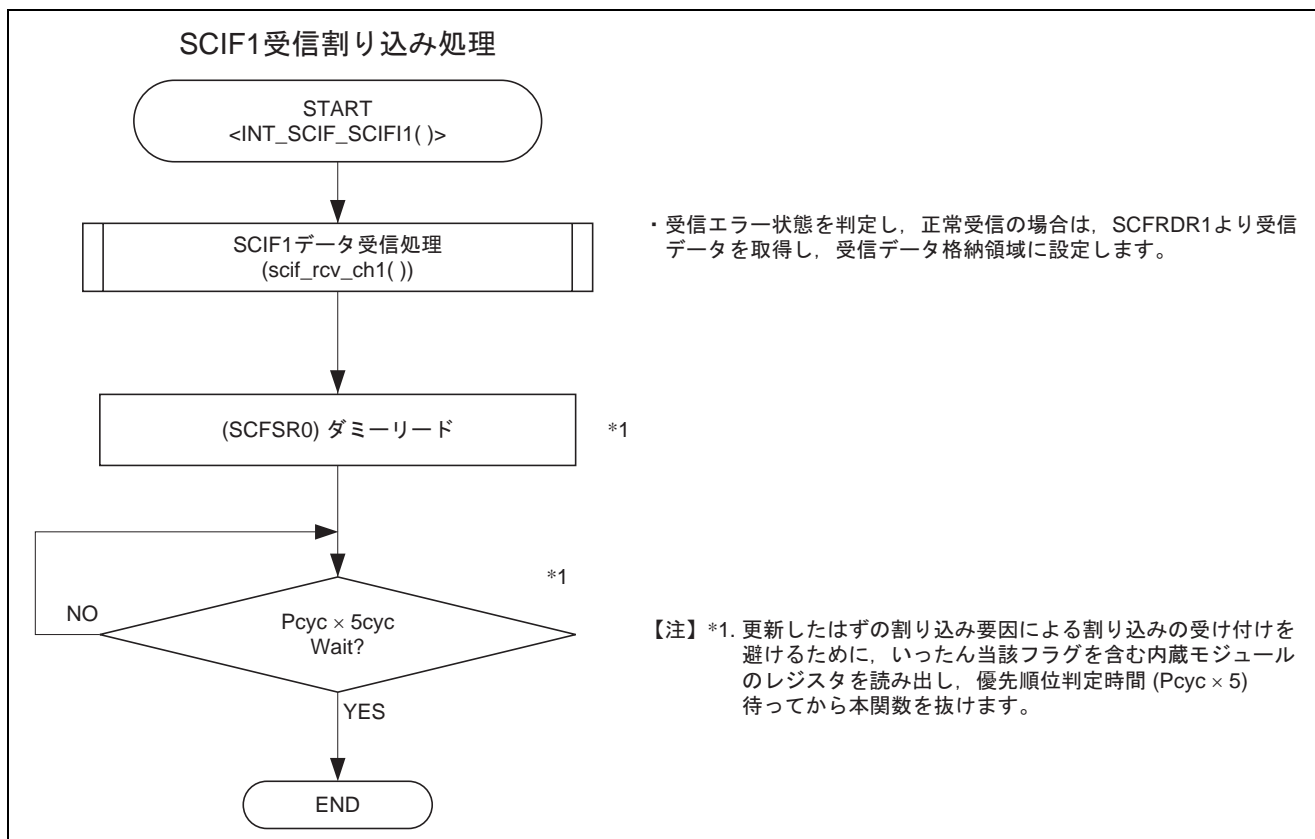 SCIF1受信割り込み処理
START
<INT_SCIF_SCIFI1( )>
SCIF1データ受信処理
(scif_rcv_ch1( ))
・受信エラー状態を判定し，正常受信の場合は，SCFRDR1より受信
データを取得し，受信データ格納領域に設定します。
(SCFSR0) ダミーリード
*1
*1
NO
Pcyc × 5cyc
Wait?
YES
【注】*1. 更新したはずの割り込み要因による割り込みの受け付けを
避けるために，いったん当該フラグを含む内蔵モジュール
のレジスタを読み出し，優先順位判定時間 (Pcyc × 5)
待ってから本関数を抜けます。
END